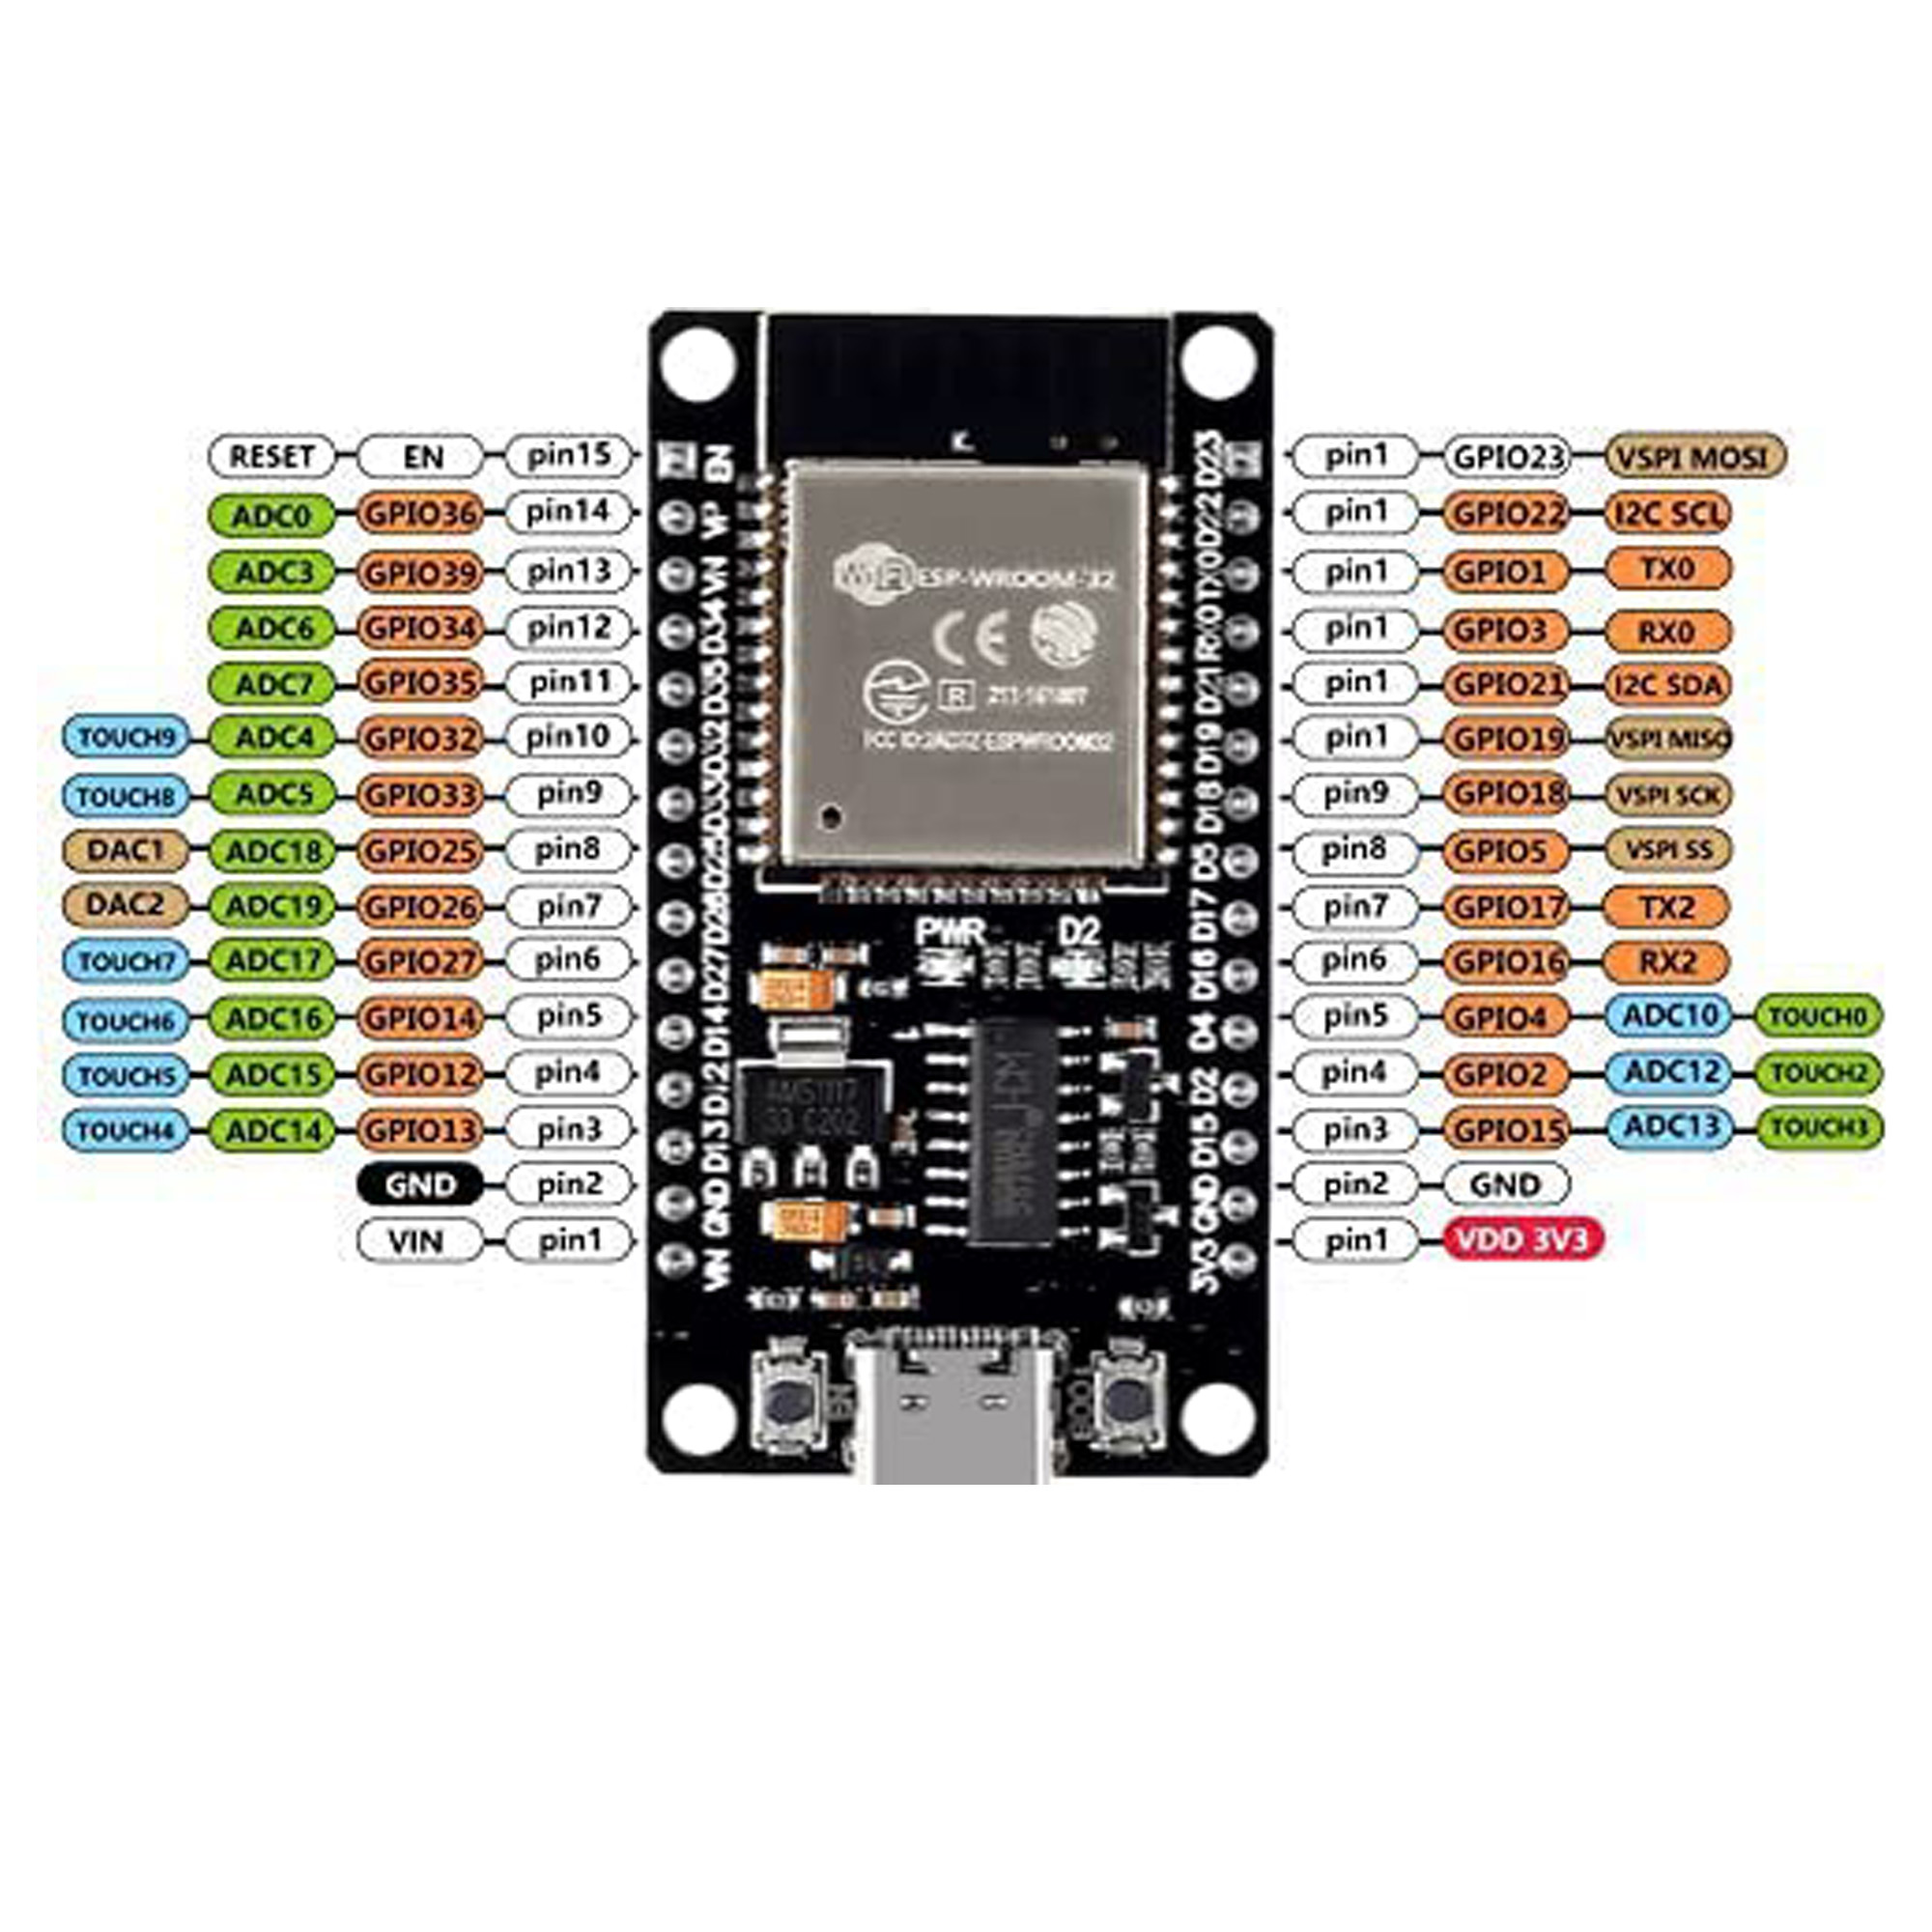 RESET EN pin15 EN D23 pin1 GPIO23 VSPI MOSI
ADC0 GPIO36 pin14 VP D22 pin1 GPIO22 I2C SCL
ADC3 GPIO39 pin13 VN TX0 pin1 GPIO1 TX0
WiFi ESP-WROOM-32
ADC6 GPIO34 pin12 D34 RX0 pin1 GPIO3 RX0
CE
ADC7 GPIO35 pin11 D35 D21 pin1 GPIO21 I2C SDA
R
TOUCH9 ADC4 GPIO32 pin10 D32 D19 pin1 GPIO19 VSPI MISO
TOUCH8 ADC5 GPIO33 pin9 D18 pin9 GPIO18 VSPI SCK
DAC1 ADC18 GPIO25 pin8 D5 pin8 GPIO5 VSPI SS
DAC2 ADC19 GPIO26 pin7 D17 pin7 GPIO17 TX2
PWR D2
TOUCH7 ADC17 GPIO27 pin6 D27 D16 pin6 GPIO16 RX2
TOUCH6 ADC16 GPIO14 pin5 D14 D4 pin5 GPIO4 ADC10 TOUCH0
TOUCH5 ADC15 GPIO12 pin4 D12 D2 pin4 GPIO2 ADC12 TOUCH2
TOUCH4 ADC14 GPIO13 pin3 D13 D15 pin3 GPIO15 ADC13 TOUCH3
GND pin2 GND GND pin2 GND
VIN pin1 VIN 3V3 pin1 VDD 3V3
EN BOOT